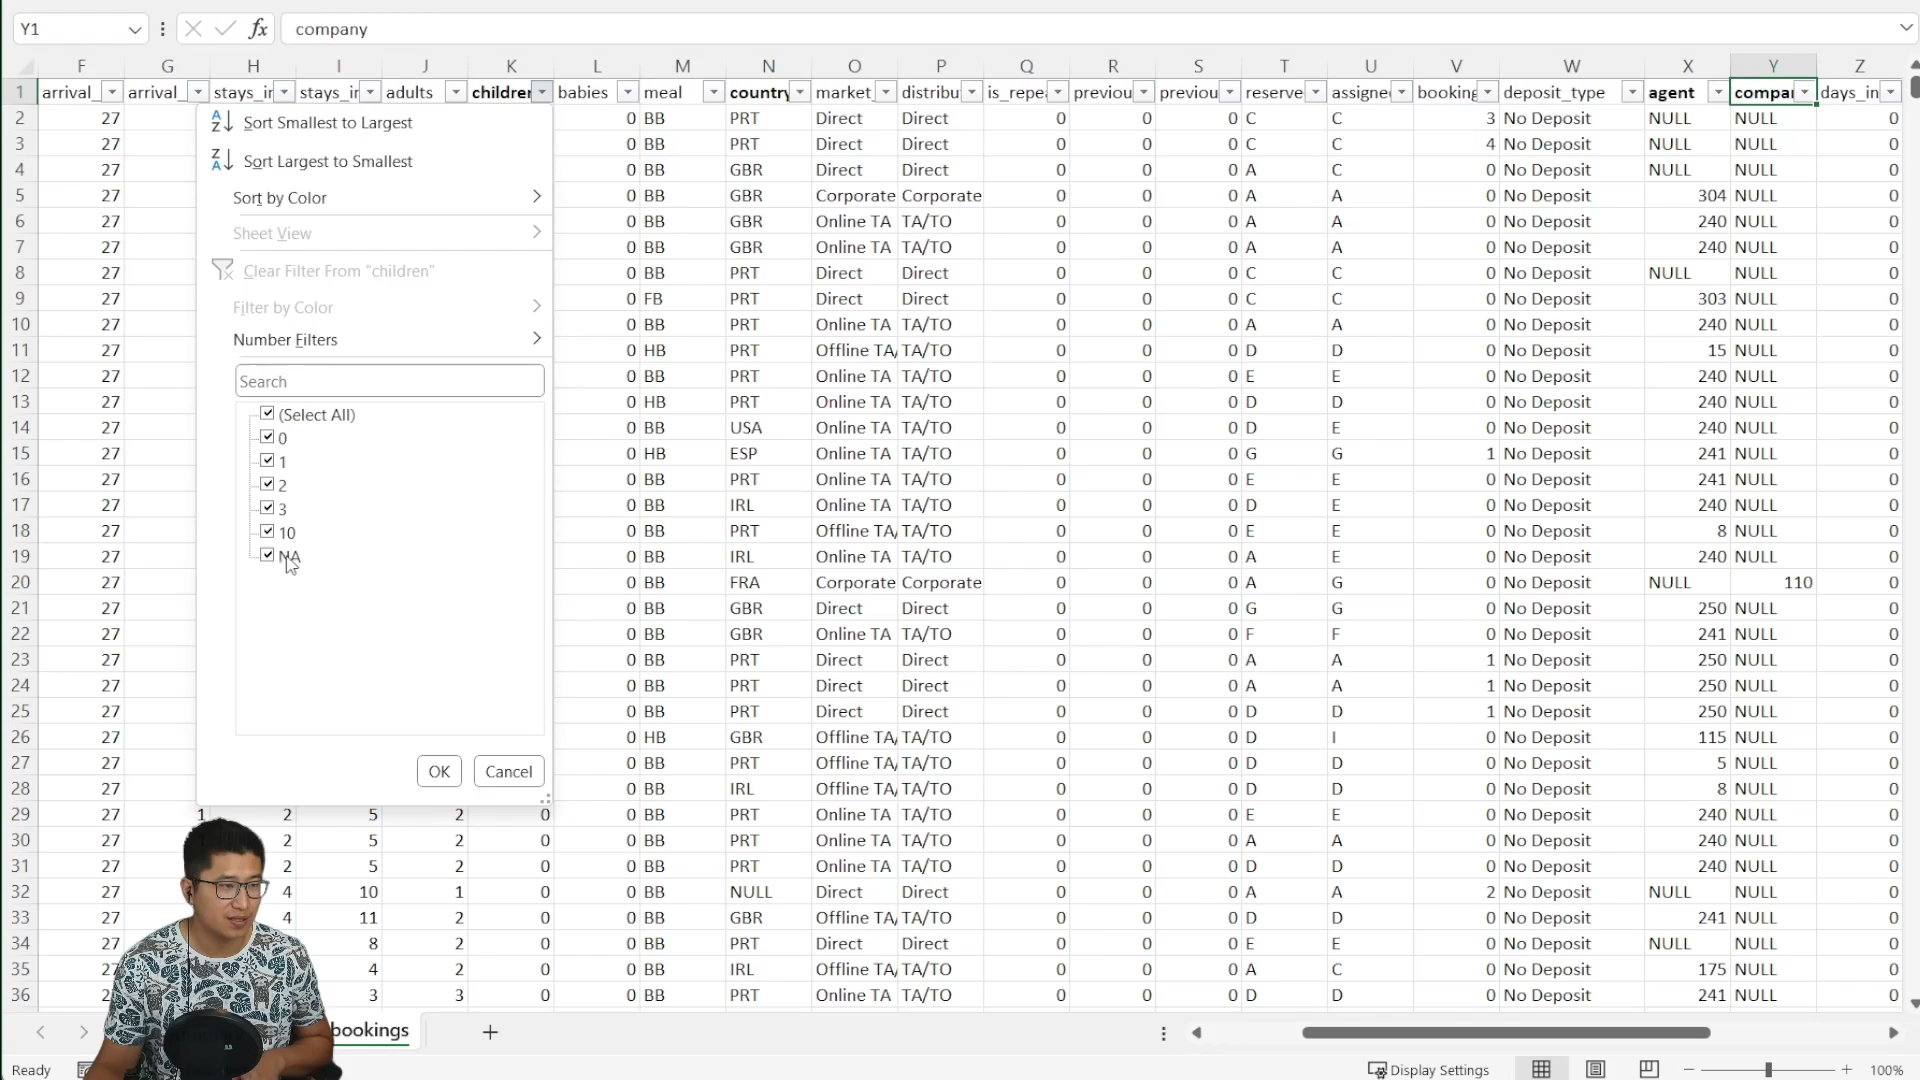 Y1 fx company
F G H I J K L M N O P Q R S T U V W X Y Z
1 arrival_ arrival_ stays_ir stays_ir adults children babies meal country market_ distribu is_repea previou previou reserve assigne booking deposit_type agent compar days_in
2 27 0 BB PRT Direct Direct 0 0 0 C C 3 No Deposit NULL NULL 0
3 27 0 BB PRT Direct Direct 0 0 0 C C 4 No Deposit NULL NULL 0
4 27 0 BB GBR Direct Direct 0 0 0 A C 0 No Deposit NULL NULL 0
5 27 0 BB GBR Corporate Corporate 0 0 0 A A 0 No Deposit 304 NULL 0
6 27 0 BB GBR Online TA TA/TO 0 0 0 A A 0 No Deposit 240 NULL 0
7 27 0 BB GBR Online TA TA/TO 0 0 0 A A 0 No Deposit 240 NULL 0
8 27 0 BB PRT Direct Direct 0 0 0 C C 0 No Deposit NULL NULL 0
9 27 0 FB PRT Direct Direct 0 0 0 C C 0 No Deposit 303 NULL 0
10 27 0 BB PRT Online TA TA/TO 0 0 0 A A 0 No Deposit 240 NULL 0
11 27 0 HB PRT Offline TA/ TA/TO 0 0 0 D D 0 No Deposit 15 NULL 0
12 27 0 BB PRT Online TA TA/TO 0 0 0 E E 0 No Deposit 240 NULL 0
13 27 0 HB PRT Online TA TA/TO 0 0 0 D D 0 No Deposit 240 NULL 0
14 27 0 BB USA Online TA TA/TO 0 0 0 D E 0 No Deposit 240 NULL 0
15 27 0 HB ESP Online TA TA/TO 0 0 0 G G 1 No Deposit 241 NULL 0
16 27 0 BB PRT Online TA TA/TO 0 0 0 E E 0 No Deposit 241 NULL 0
17 27 0 BB IRL Online TA TA/TO 0 0 0 D E 0 No Deposit 240 NULL 0
18 27 0 BB PRT Offline TA/ TA/TO 0 0 0 E E 0 No Deposit 8 NULL 0
19 27 0 BB IRL Online TA TA/TO 0 0 0 A E 0 No Deposit 240 NULL 0
20 27 0 BB FRA Corporate Corporate 0 0 0 A G 0 No Deposit NULL 110 0
21 27 0 BB GBR Direct Direct 0 0 0 G G 0 No Deposit 250 NULL 0
22 27 0 BB GBR Online TA TA/TO 0 0 0 F F 0 No Deposit 241 NULL 0
23 27 0 BB PRT Direct Direct 0 0 0 A A 1 No Deposit 250 NULL 0
24 27 0 BB PRT Direct Direct 0 0 0 A A 1 No Deposit 250 NULL 0
25 27 0 BB PRT Direct Direct 0 0 0 D D 1 No Deposit 250 NULL 0
26 27 0 HB GBR Offline TA/ TA/TO 0 0 0 D I 0 No Deposit 115 NULL 0
27 27 0 BB PRT Offline TA/ TA/TO 0 0 0 D D 0 No Deposit 5 NULL 0
28 27 0 BB IRL Offline TA/ TA/TO 0 0 0 D D 0 No Deposit 8 NULL 0
29 27 1 2 5 2 0 0 BB PRT Online TA TA/TO 0 0 0 E E 0 No Deposit 240 NULL 0
30 27 1 2 5 2 0 0 BB PRT Online TA TA/TO 0 0 0 A A 0 No Deposit 240 NULL 0
31 27 2 5 2 0 0 BB PRT Online TA TA/TO 0 0 0 D D 0 No Deposit 240 NULL 0
32 27 4 10 1 0 0 BB NULL Direct Direct 0 0 0 A A 2 No Deposit NULL NULL 0
33 27 4 11 2 0 0 BB GBR Offline TA/ TA/TO 0 0 0 D D 0 No Deposit 241 NULL 0
34 27 8 2 0 0 BB PRT Direct Direct 0 0 0 E E 0 No Deposit NULL NULL 0
35 27 4 2 0 0 BB IRL Offline TA/ TA/TO 0 0 0 A C 0 No Deposit 175 NULL 0
36 2 3 3 0 0 BB PRT Online TA TA/TO 0 0 0 D D 0 No Deposit 241 NULL 0
Sort Smallest to Largest
Sort Largest to Smallest
Sort by Color
Sheet View
Clear Filter From "children"
Filter by Color
Number Filters
Search
(Select All)
0
1
2
3
10
NA
OK Cancel
bookings
Ready Display Settings 100%